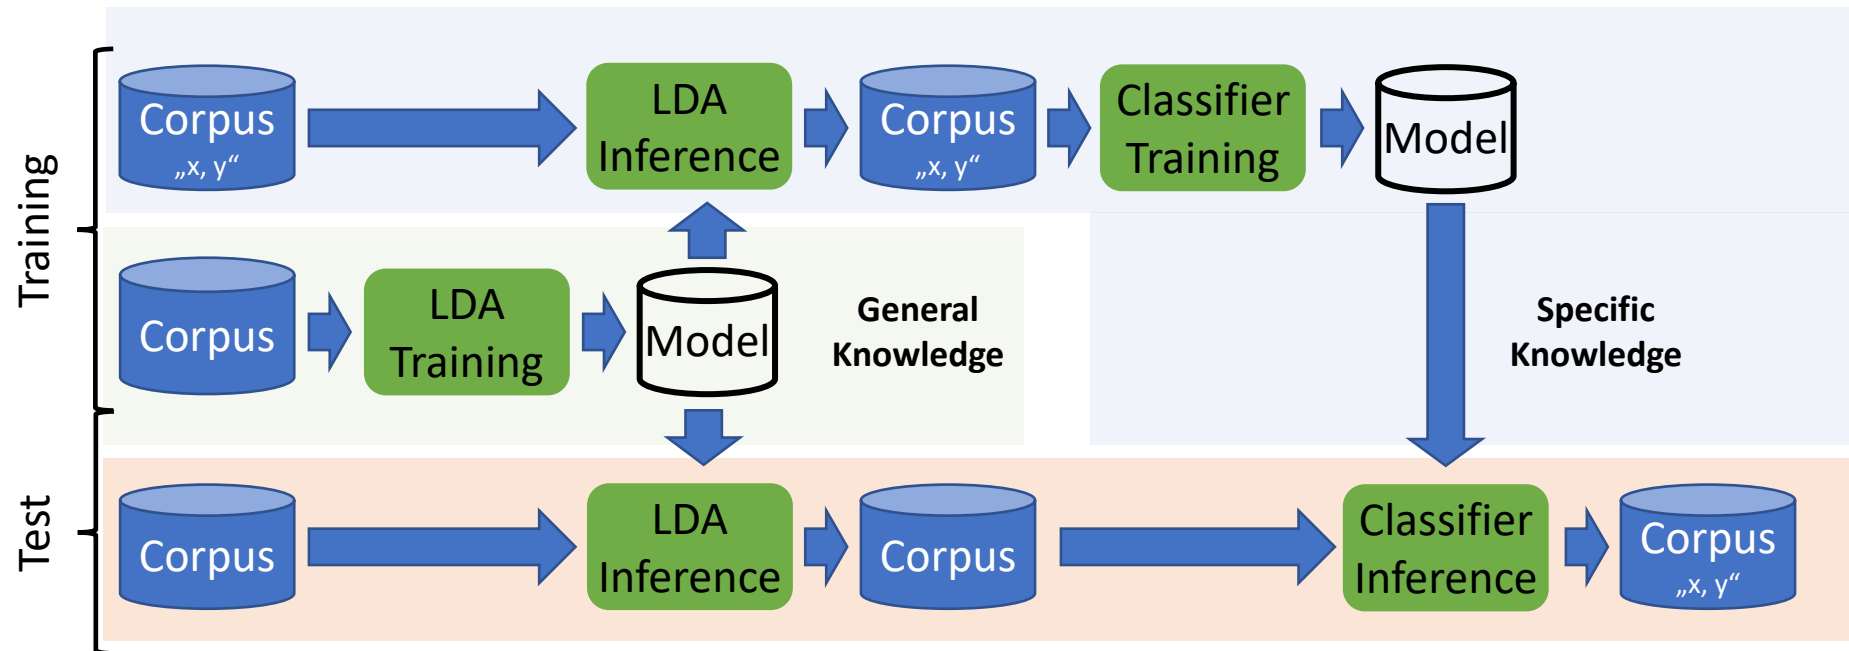 Training
Corpus
„x, y“
LDA
Inference
Corpus
„x, y“
Classifier
Training
Model
Corpus
LDA
Training
Model
General
Knowledge
Specific
Knowledge
Test
Corpus
LDA
Inference
Corpus
Classifier
Inference
Corpus
„x, y“